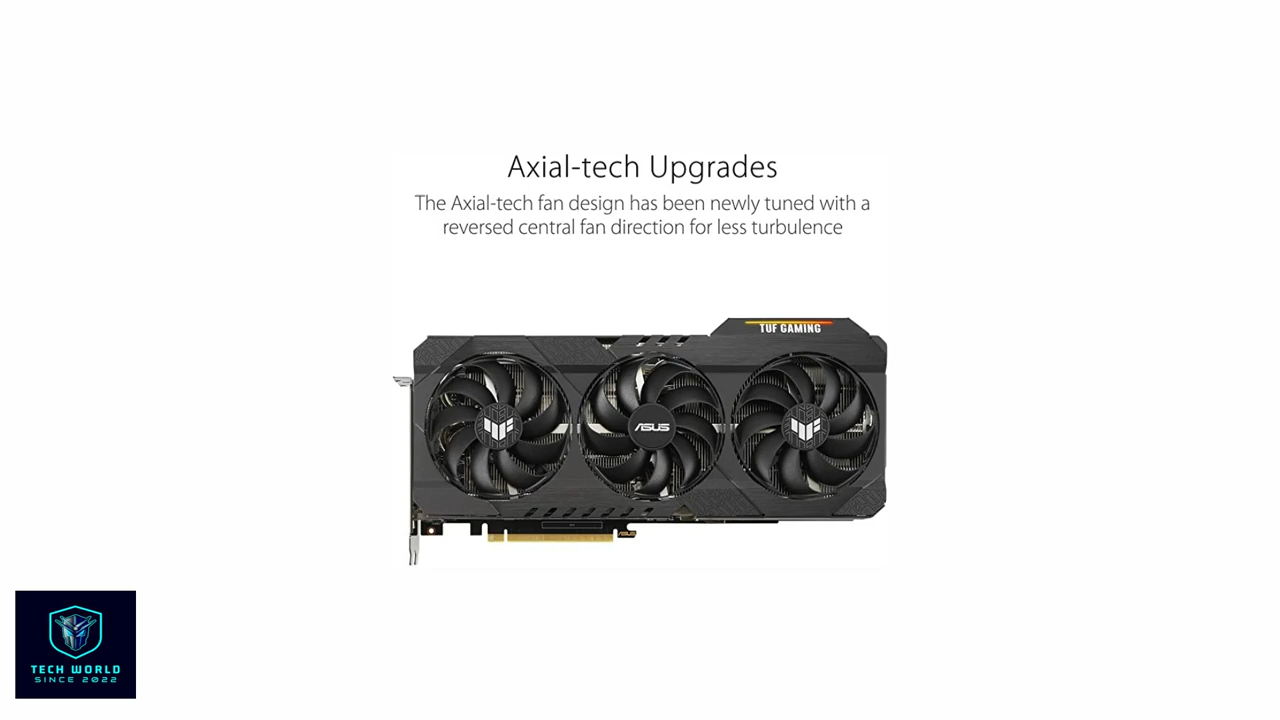 Axial-tech Upgrades
The Axial-tech fan design has been newly tuned with a
reversed central fan direction for less turbulence
TUF GAMING
ASUS
ASUS
TECH WORLD
SINCE 2022